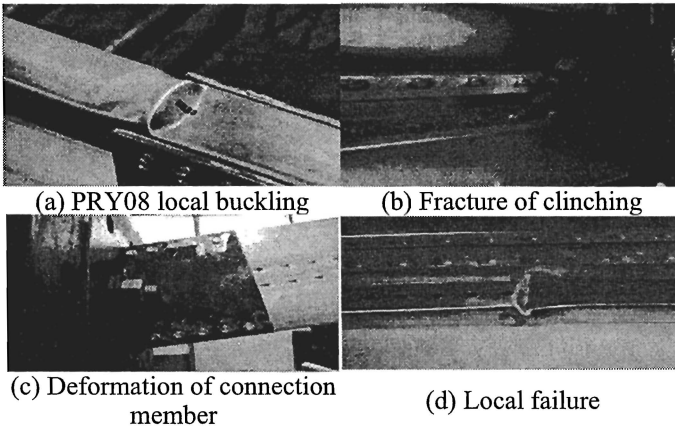 (a) PRY08 local buckling
(b) Fracture of clinching
(c) Deformation of connection
member
(d) Local failure